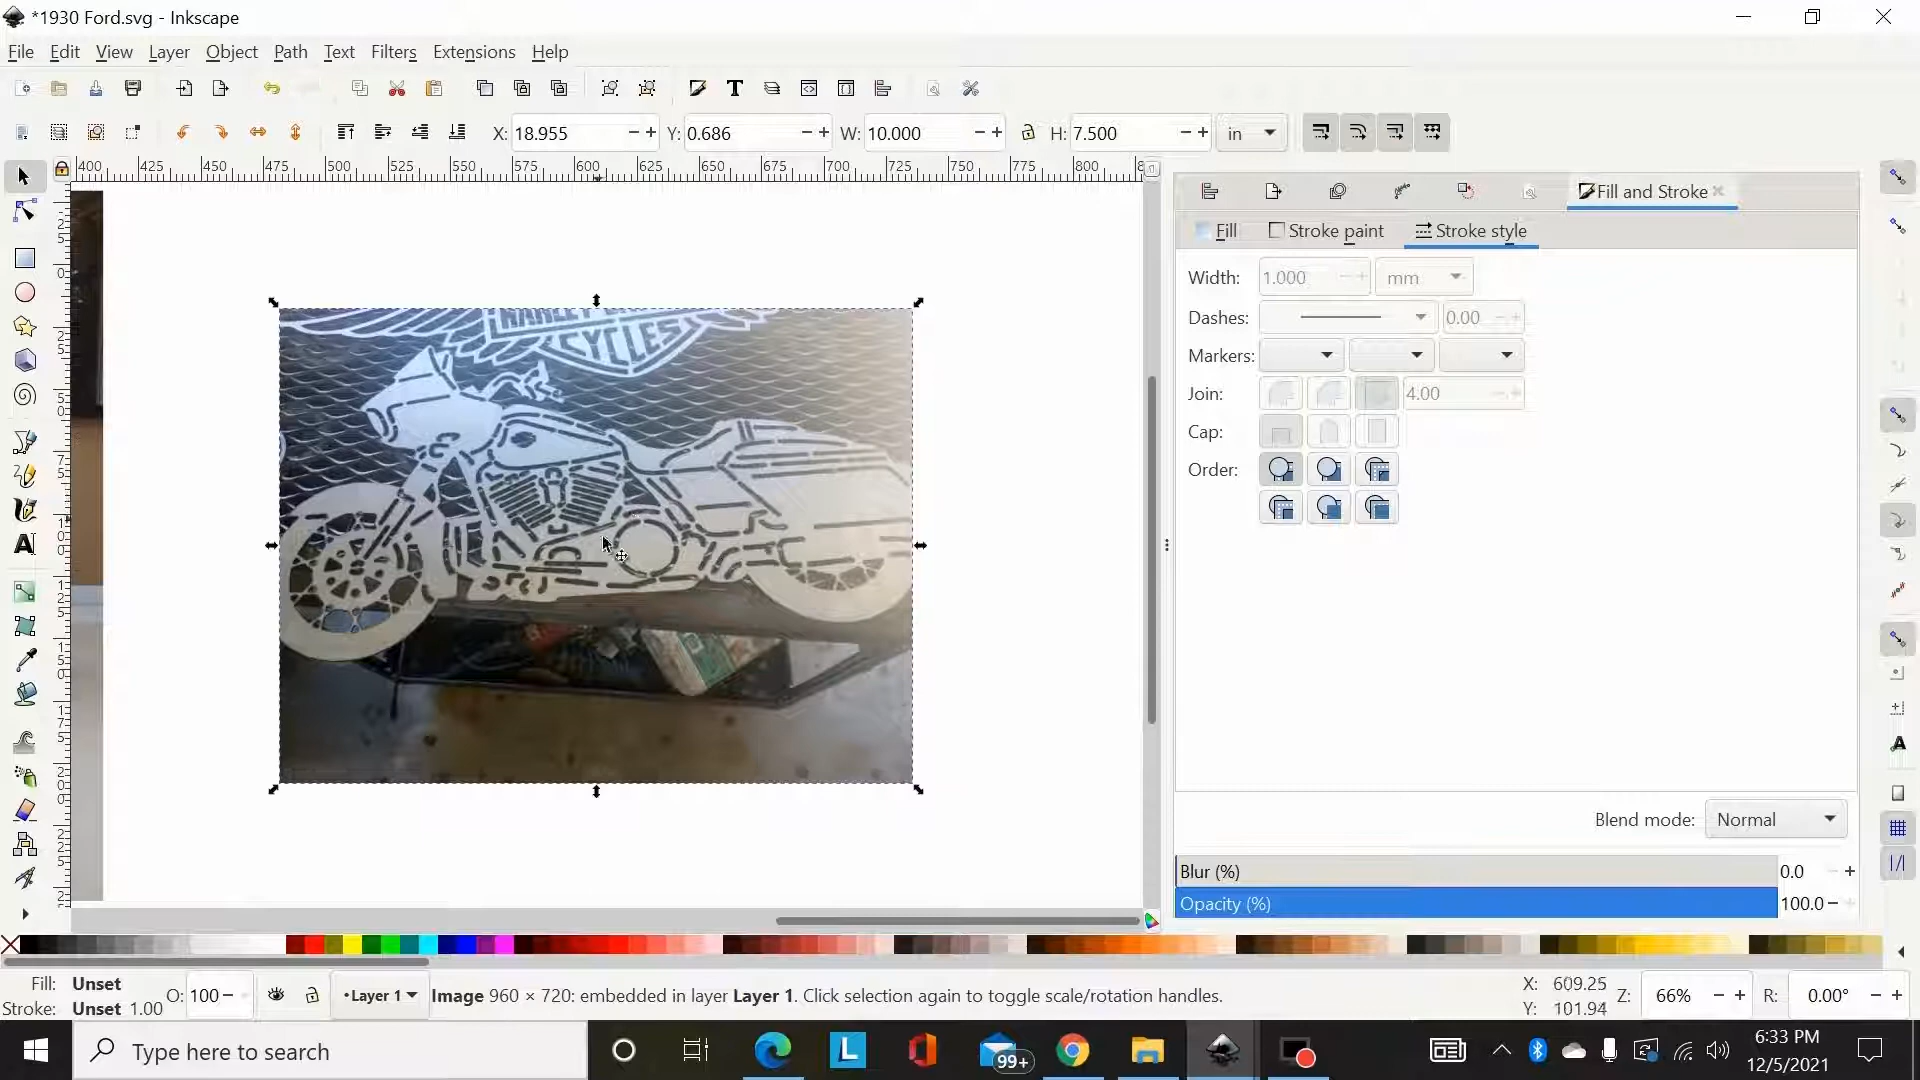 *1930 Ford.svg - Inkscape
File Edit View Layer Object Path Text Filters Extensions Help
X: 18.955 Y: 0.686 W: 10.000 H: 7.500 in
400 425 450 475 500 525 550 575 600 625 650 675 700 725 750 775 800
Fill and Stroke
Fill Stroke paint Stroke style
Width: 1.000 mm
Dashes: 0.00
Markers:
Join: 4.00
Cap:
Order:
CYCLES
Blend mode: Normal
Blur (%) 0.0
Opacity (%) 100.0
Fill: Unset
Stroke: Unset 1.00
O: 100
•Layer 1
Image 960 × 720: embedded in layer Layer 1. Click selection again to toggle scale/rotation handles.
X: 609.25
Y: 101.94
Z: 66%
R: 0.00°
Type here to search
99+
6:33 PM
12/5/2021